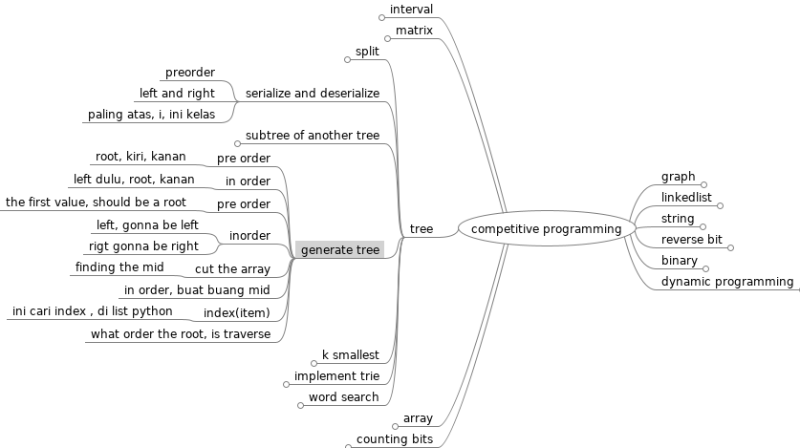 interval
matrix
split
preorder
left and right
serialize and deserialize
paling atas, i, ini kelas
subtree of another tree
root, kiri, kanan
pre order
left dulu, root, kanan
in order
the first value, should be a root
pre order
left, gonna be left
inorder
rigt gonna be right
generate tree
finding the mid
cut the array
in order, buat buang mid
ini cari index , di list python
index(item)
what order the root, is traverse
tree
k smallest
implement trie
word search
array
counting bits
competitive programming
graph
linkedlist
string
reverse bit
binary
dynamic programming